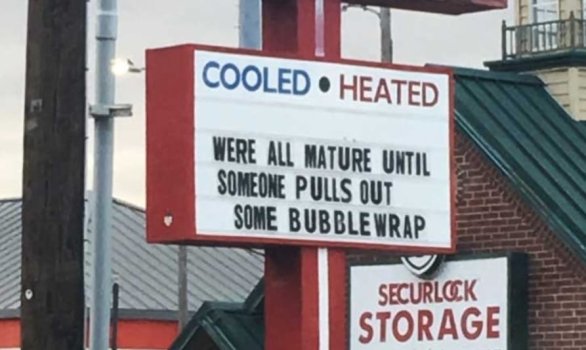 COOLED • HEATED
WERE ALL MATURE UNTIL
SOMEONE PULLS OUT
SOME BUBBLEWRAP
SECURLOCK
STORAGE